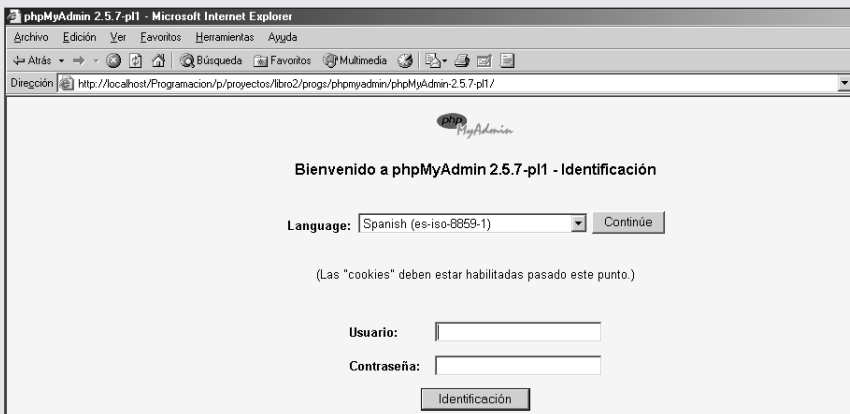 phpMyAdmin 2.5.7-pl1 - Microsoft Internet Explorer
Archivo Edición Ver Favoritos Herramientas Ayuda
Atrás Búsqueda Favoritos Multimedia
Dirección http://localhost/Programacion/p/proyectos/libro2/progs/phpmyadmin/phpMyAdmin-2.5.7-pl1/
php
MyAdmin
Bienvenido a phpMyAdmin 2.5.7-pl1 - Identificación
Language: Spanish (es-iso-8859-1) Continúe
(Las "cookies" deben estar habilitadas pasado este punto.)
Usuario:
Contraseña:
Identificación